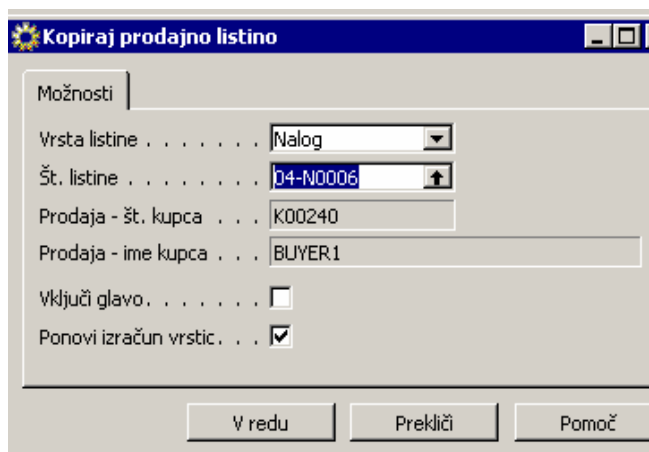 Kopiraj prodajno listino
Možnosti
Vrsta listine . . . . . . . Nalog
Št. listine . . . . . . . . 04-N0006
Prodaja - št. kupca . . . K00240
Prodaja - ime kupca . . . BUYER1
Vključi glavo. . . . . . .
Ponovi izračun vrstic. . .
V redu Prekliči Pomoč